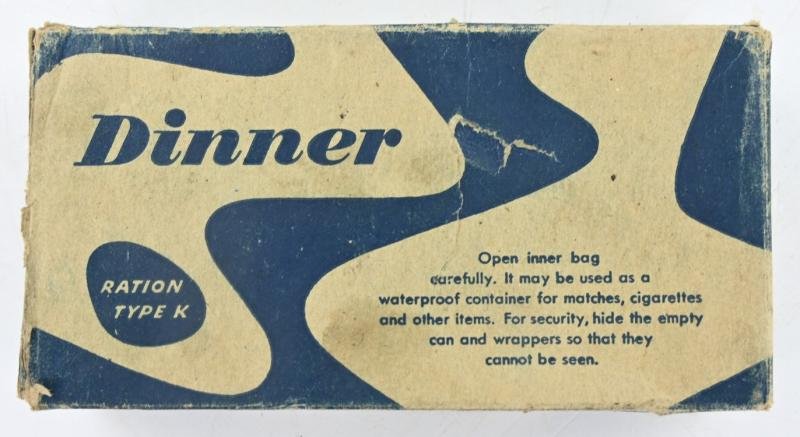 Dinner
RATION
TYPE K
Open inner bag
carefully. It may be used as a
waterproof container for matches, cigarettes
and other items. For security, hide the empty
can and wrappers so that they
cannot be seen.